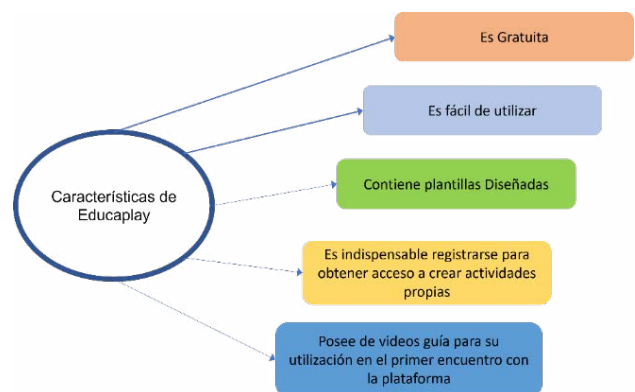 Es Gratuita
Es fácil de utilizar
Característícas de
Educaplay
Contiene plantillas Diseñadas
Es indispensable registrarse para
obtener acceso a crear actividades
propias
Posee de videos guía para su
utilización en el primer encuentro con
la plataforma